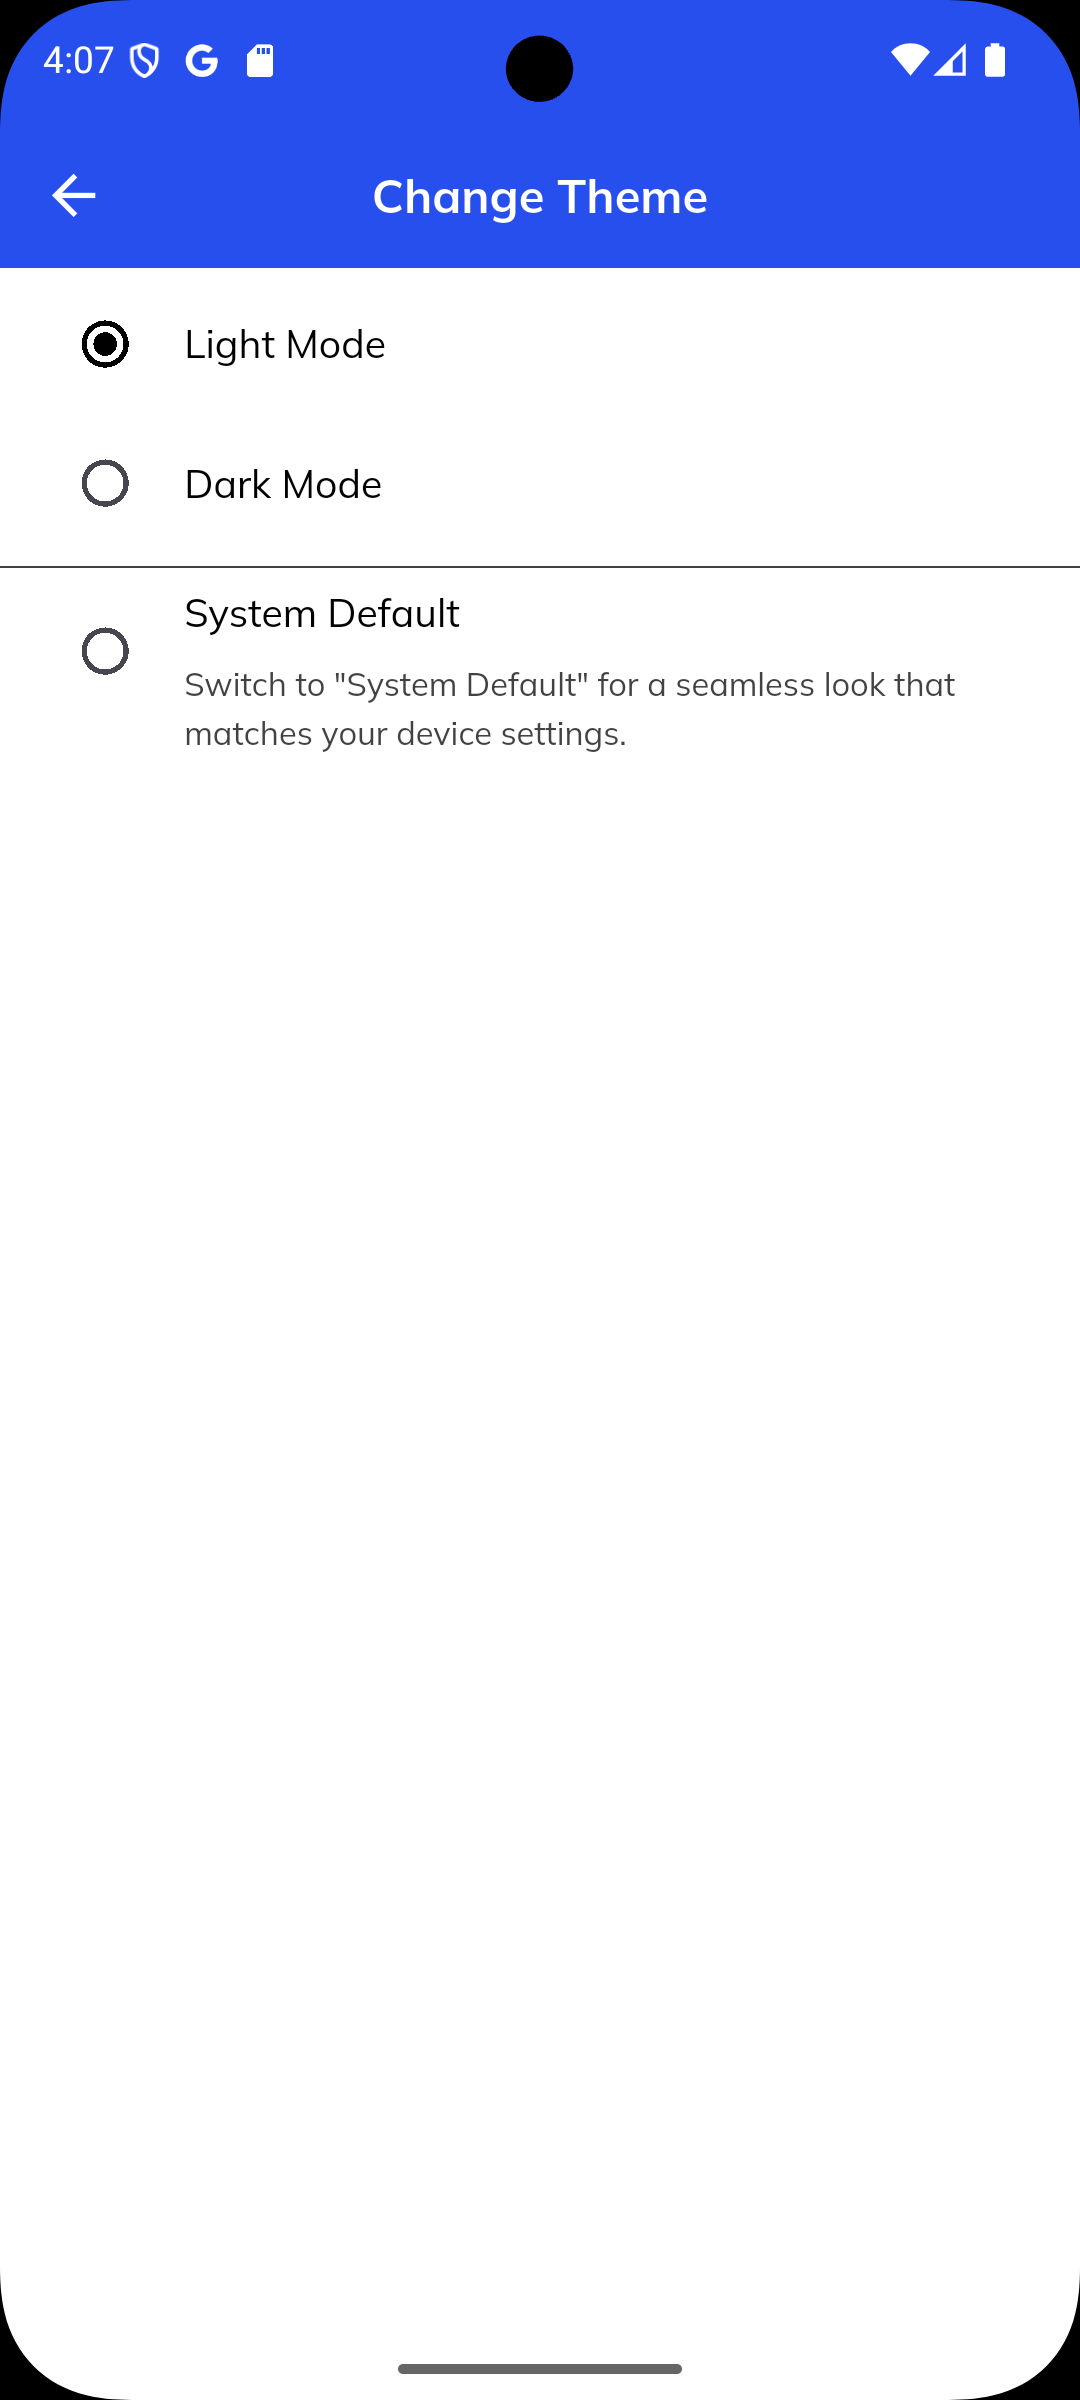 4:07
Change Theme
Light Mode
Dark Mode
System Default
Switch to "System Default" for a seamless look that
matches your device settings.